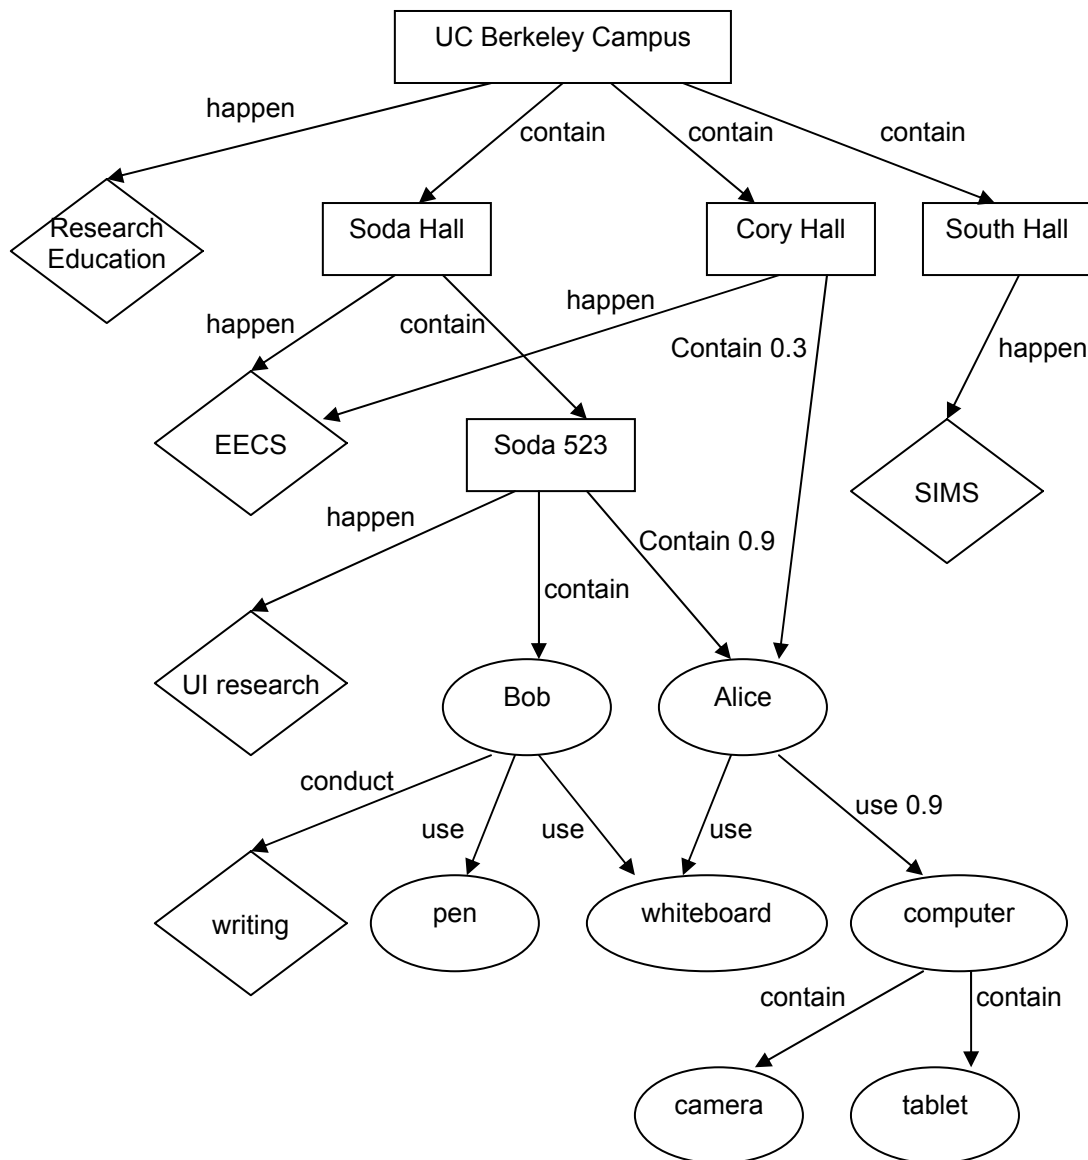 UC Berkeley Campus
happen
contain
contain
contain
Research
Education
Soda Hall
Cory Hall
South Hall
happen
contain
happen
Contain 0.3
happen
EECS
Soda 523
SIMS
happen
contain
Contain 0.9
UI research
Bob
Alice
conduct
use
use
use
use 0.9
writing
pen
whiteboard
computer
contain
contain
camera
tablet